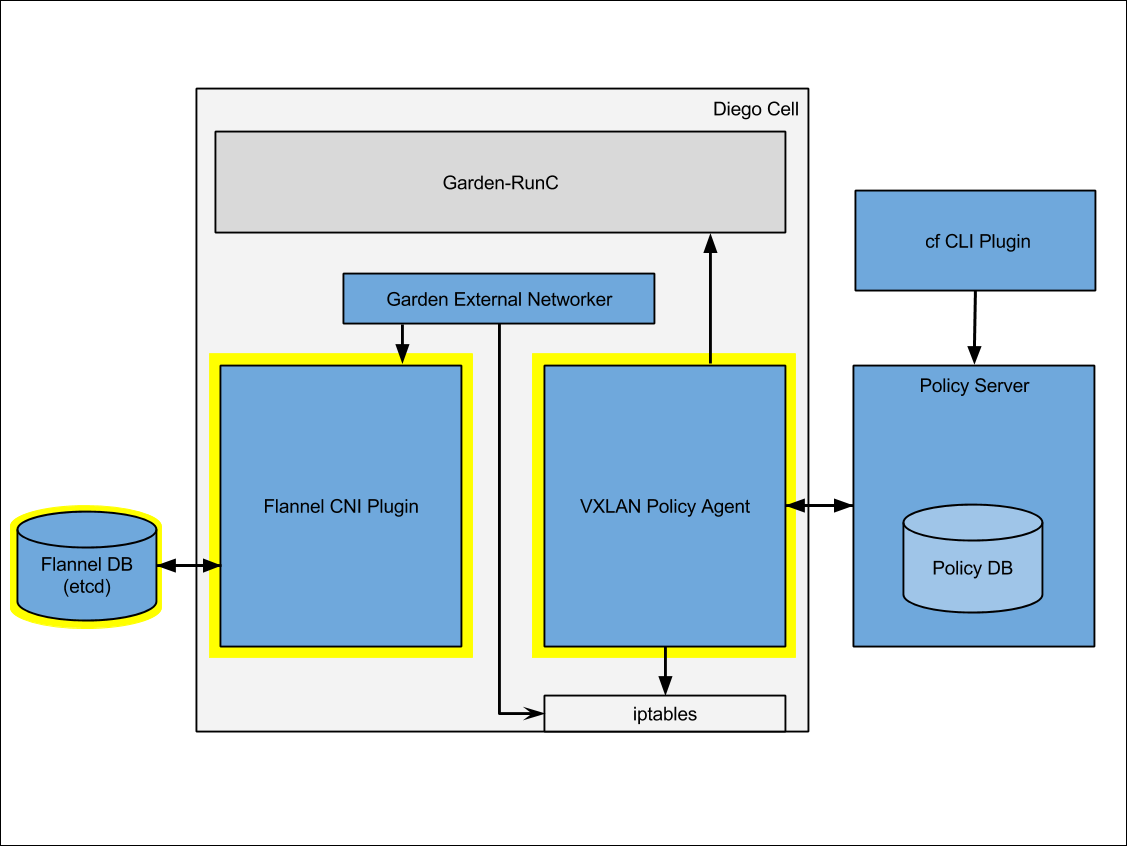 Diego Cell
Garden-RunC
cf CLI Plugin
Garden External Networker
Policy Server
Flannel CNI Plugin
VXLAN Policy Agent
Flannel DB
(etcd)
Policy DB
iptables